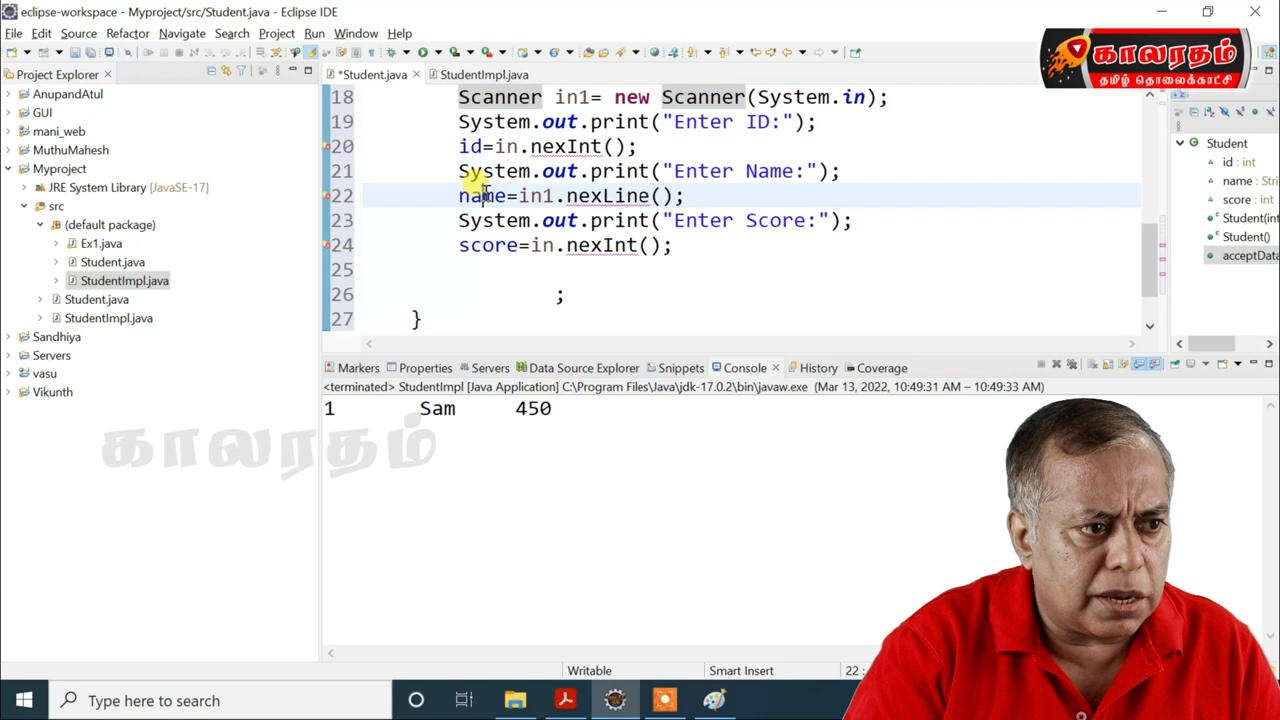 eclipse-workspace - Myproject/src/Student.java - Eclipse IDE
File Edit Source Refactor Navigate Search Project Run Window Help
காலரதம்
தமிழ் தொலைக்காட்சி
Project Explorer
*Student.java StudentImpl.java
AnupandAtul
GUI
mani_web
MuthuMahesh
Myproject
JRE System Library [JavaSE-17]
src
(default package)
Ex1.java
Student.java
StudentImpl.java
Student.java
StudentImpl.java
Sandhiya
Servers
vasu
Vikunth
18 Scanner in1= new Scanner(System.in);
19 System.out.print("Enter ID:");
20 id=in.nexInt();
21 System.out.print("Enter Name:");
22 name=in1.nexLine();
23 System.out.print("Enter Score:");
24 score=in.nexInt();
25
26 ;
27 }
Student
id : int
name : Stri
score : int
Student(int
Student()
acceptData
Markers Properties Servers Data Source Explorer Snippets Console History Coverage
<terminated> StudentImpl [Java Application] C:\Program Files\Java\jdk-17.0.2\bin\javaw.exe (Mar 13, 2022, 10:49:31 AM – 10:49:33 AM)
1 Sam 450
காலரதம்
Writable Smart Insert 22 :
Type here to search